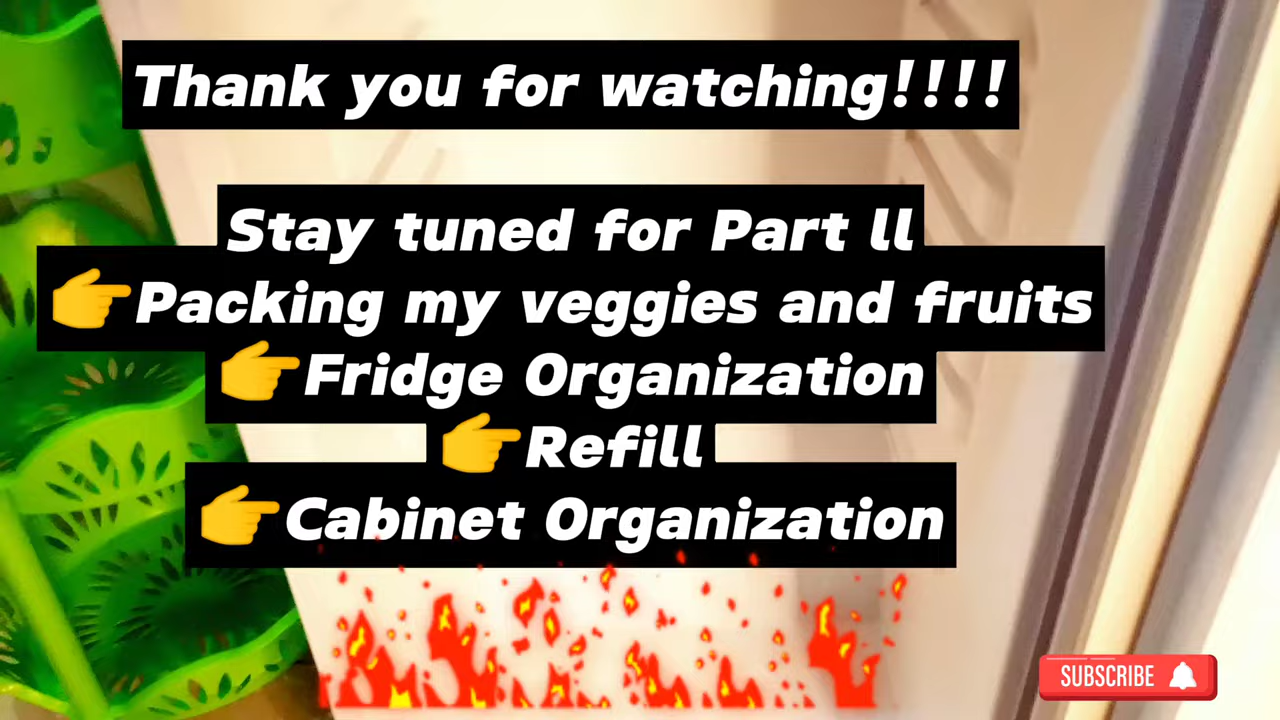 Thank you for watching!!!!
Stay tuned for Part ll
👉Packing my veggies and fruits
👉Fridge Organization
👉Refill
👉Cabinet Organization
SUBSCRIBE